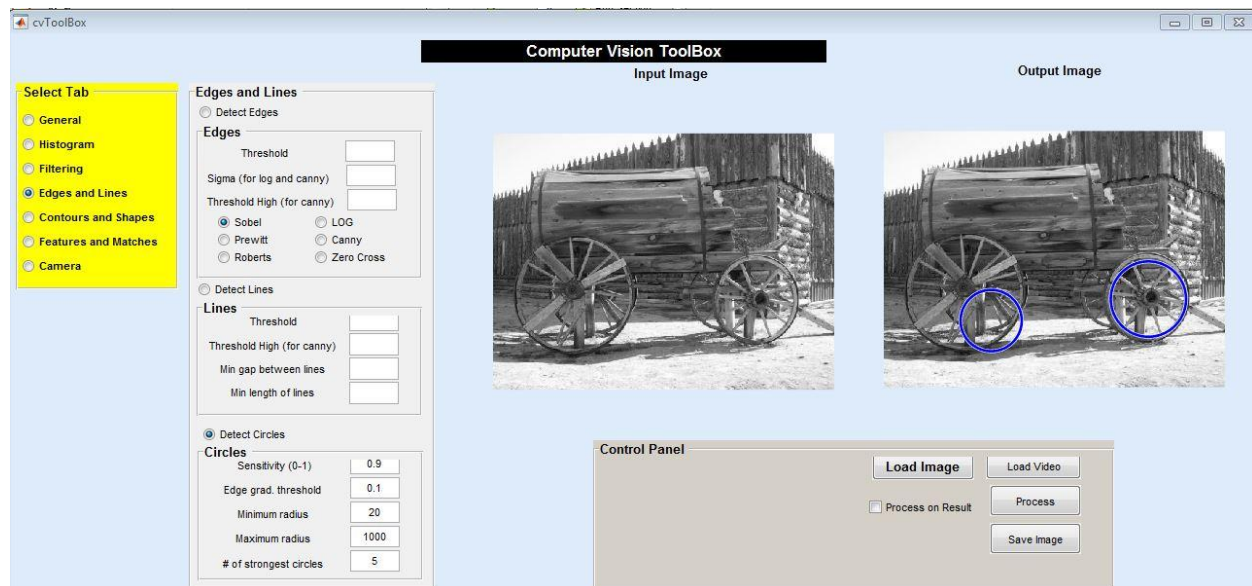 cvToolBox
Computer Vision ToolBox
Input Image
Output Image
Select Tab
General
Histogram
Filtering
Edges and Lines
Contours and Shapes
Features and Matches
Camera
Edges and Lines
Detect Edges
Edges
Threshold
Sigma (for log and canny)
Threshold High (for canny)
Sobel LOG
Prewitt Canny
Roberts Zero Cross
Detect Lines
Lines
Threshold
Threshold High (for canny)
Min gap between lines
Min length of lines
Detect Circles
Circles
Sensitivity (0-1) 0.9
Edge grad. threshold 0.1
Minimum radius 20
Maximum radius 1000
# of strongest circles 5
Control Panel
Load Image Load Video
Process on Result Process
Save Image